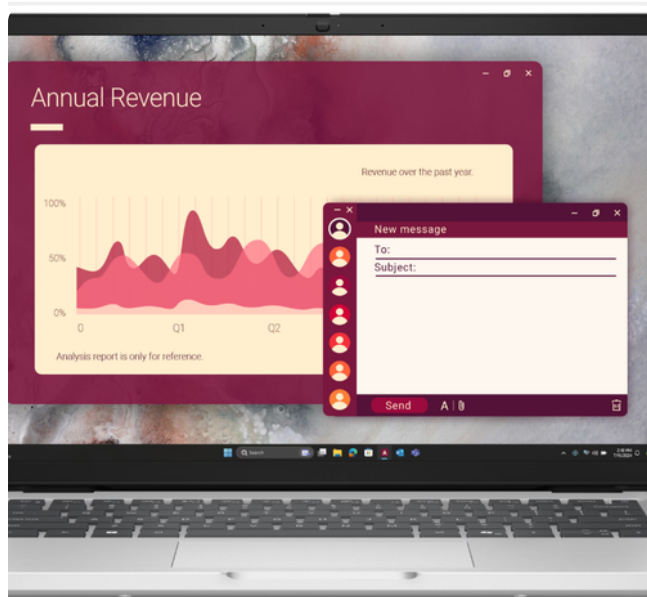 Annual Revenue
Revenue over the past year.
100%
50%
0%
0 Q1 Q2
Analysis report is only for reference.
New message
To:
Subject:
Send A
Search